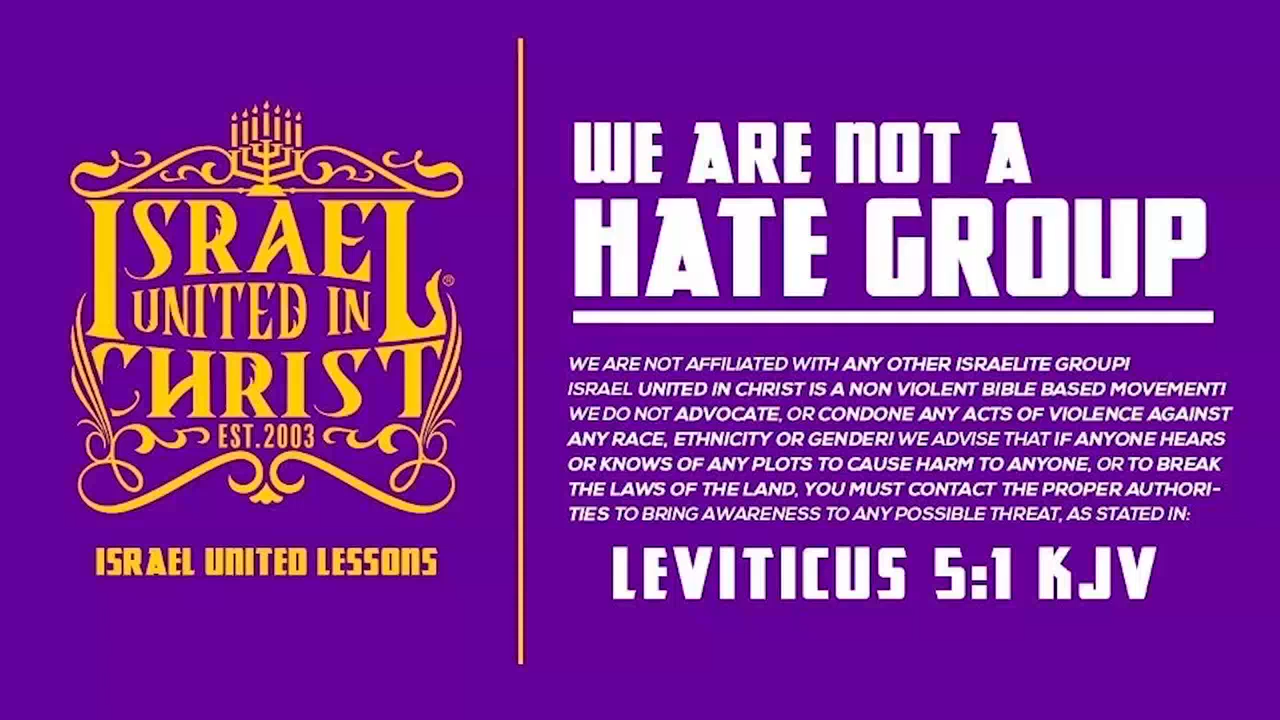 ISRAEL
UNITED IN
CHRIST®
EST.2003
ISRAEL UNITED LESSONS
WE ARE NOT A
HATE GROUP
WE ARE NOT AFFILIATED WITH ANY OTHER ISRAELITE GROUP!
ISRAEL UNITED IN CHRIST IS A NON VIOLENT BIBLE BASED MOVEMENT!
WE DO NOT ADVOCATE, OR CONDONE ANY ACTS OF VIOLENCE AGAINST
ANY RACE, ETHNICITY OR GENDER! WE ADVISE THAT IF ANYONE HEARS
OR KNOWS OF ANY PLOTS TO CAUSE HARM TO ANYONE, OR TO BREAK
THE LAWS OF THE LAND, YOU MUST CONTACT THE PROPER AUTHORI-
TIES TO BRING AWARENESS TO ANY POSSIBLE THREAT, AS STATED IN:
LEVITICUS 5:1 KJV